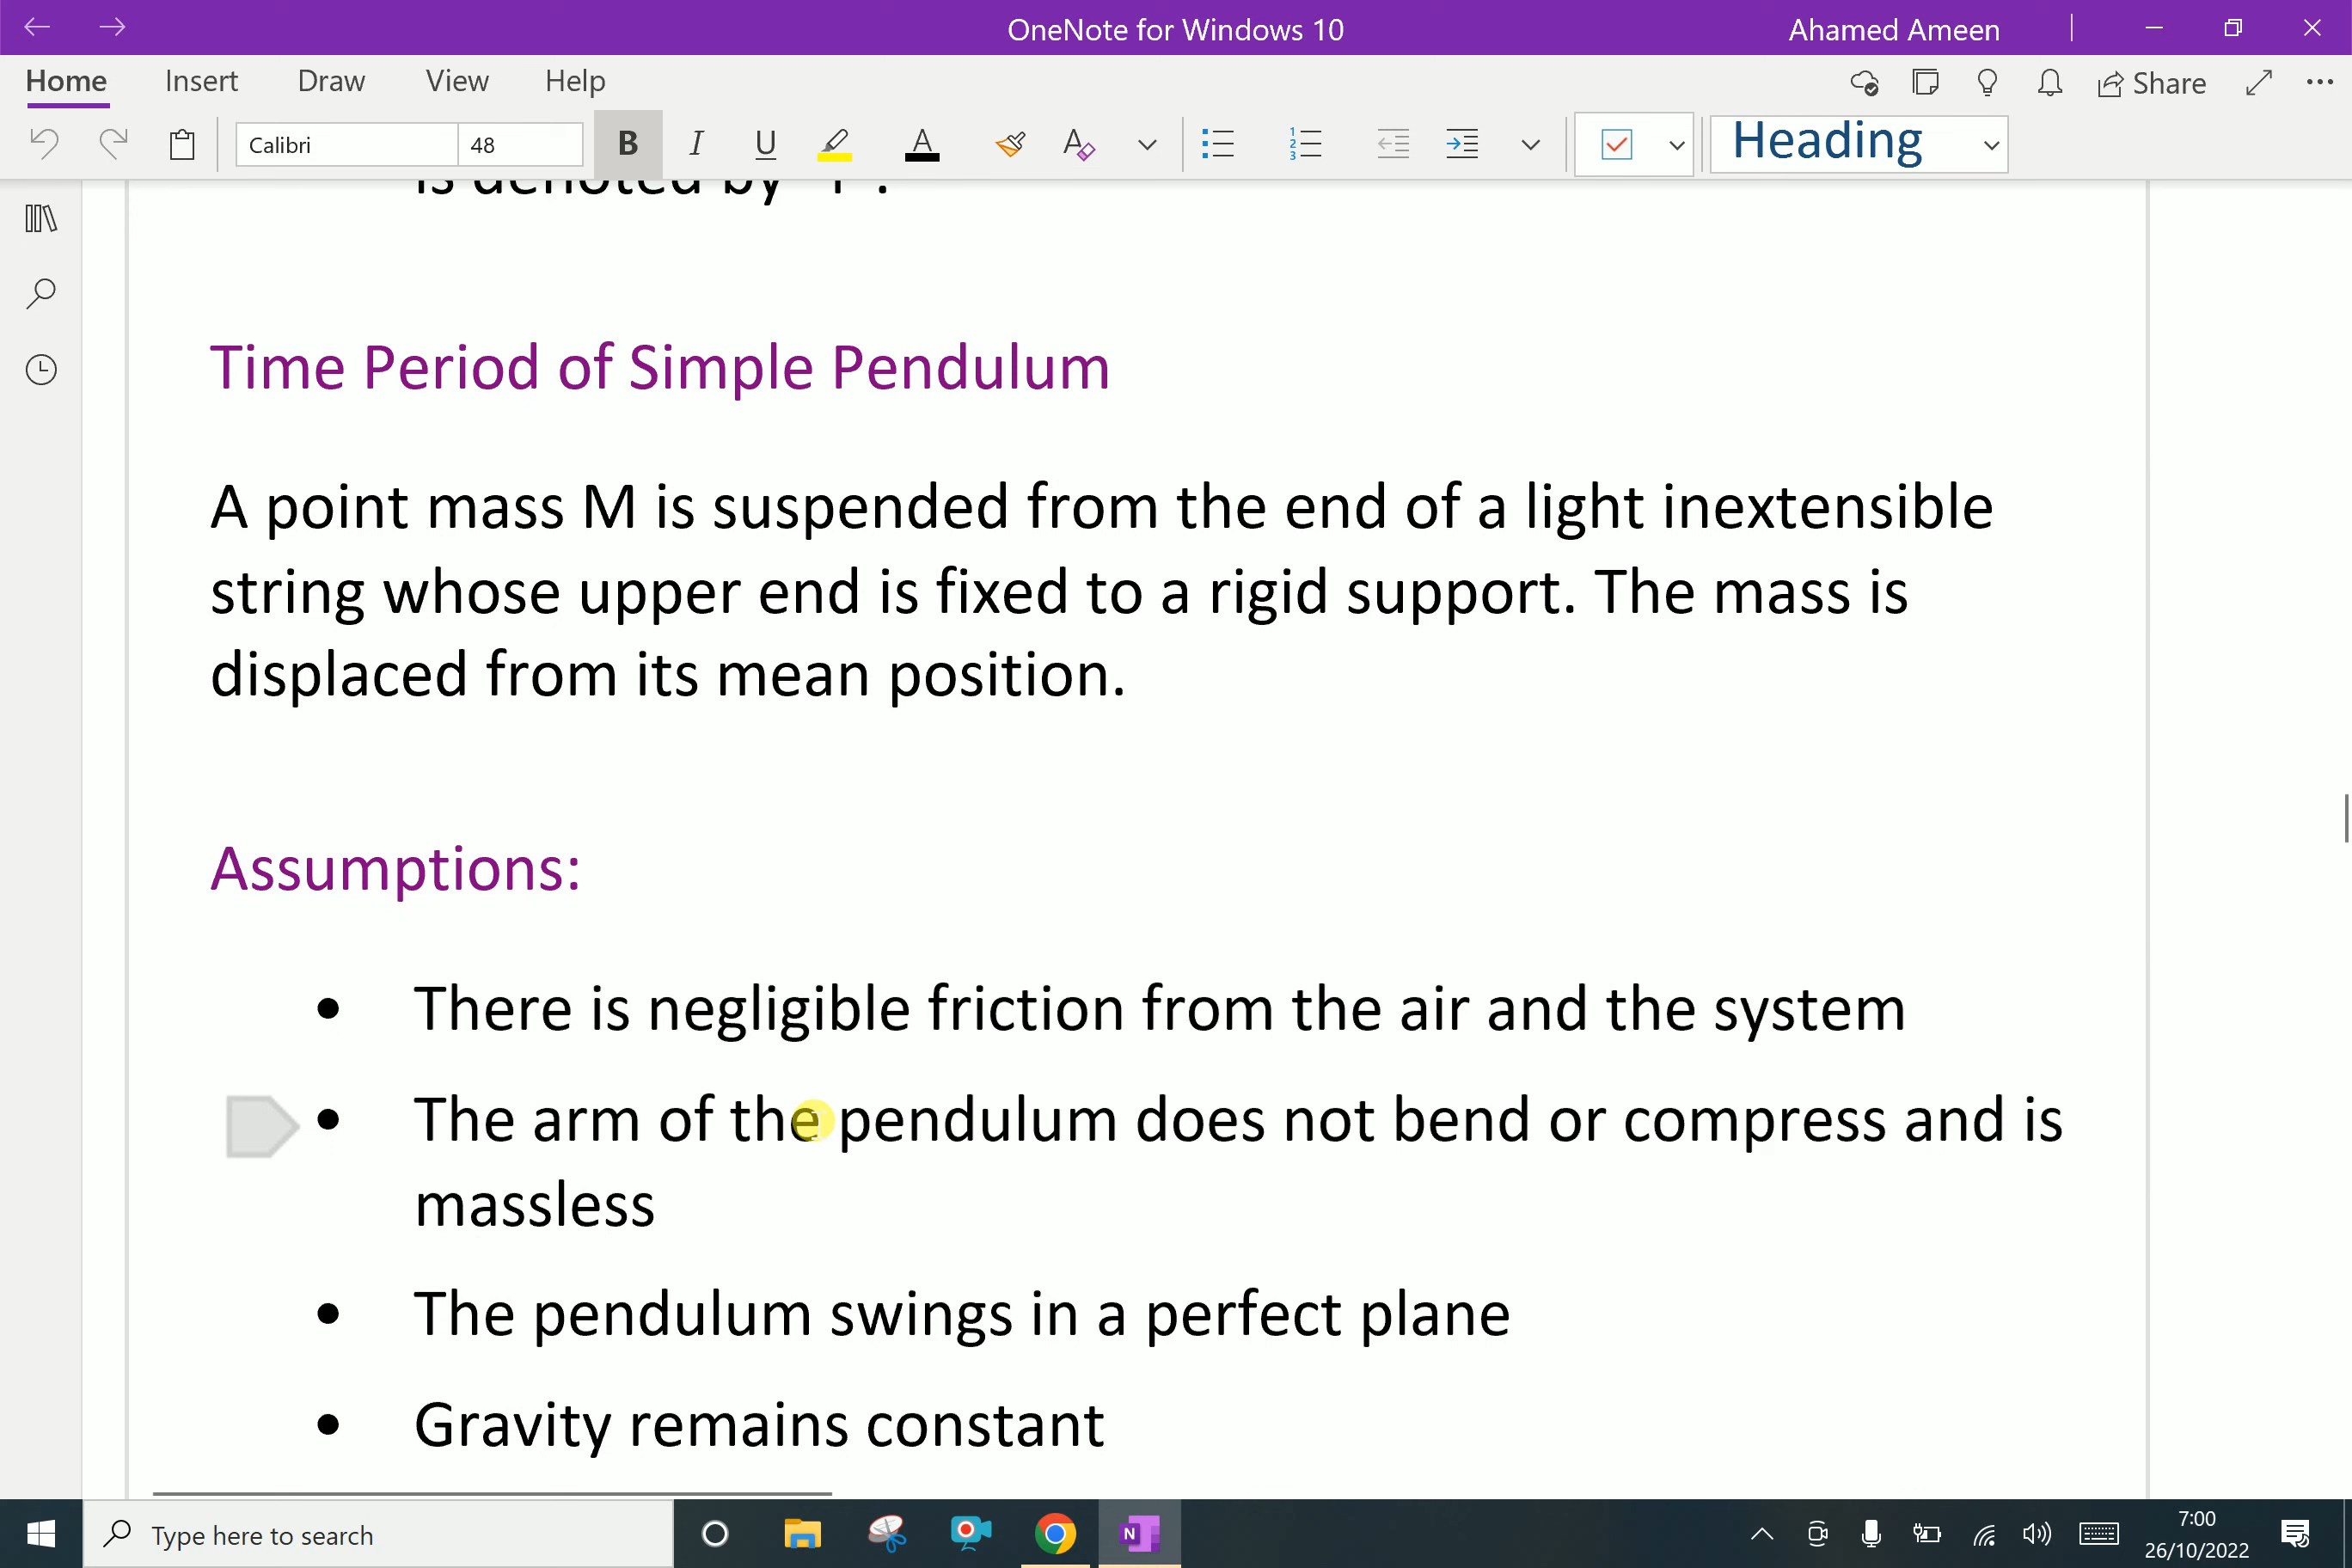 OneNote for Windows 10
Ahamed Ameen
Home Insert Draw View Help
Share
Calibri 48 B I U A A
Heading
is denoted by 'T'.
Time Period of Simple Pendulum
A point mass M is suspended from the end of a light inextensible
string whose upper end is fixed to a rigid support. The mass is
displaced from its mean position.
Assumptions:
• There is negligible friction from the air and the system
• The arm of the pendulum does not bend or compress and is
massless
• The pendulum swings in a perfect plane
• Gravity remains constant
Type here to search
N
7:00
26/10/2022